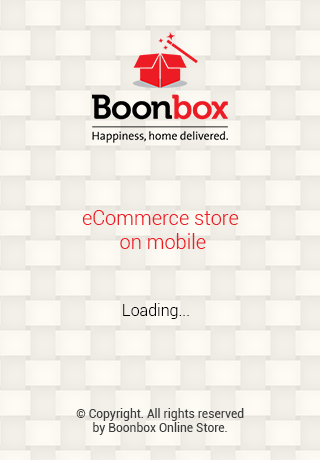 Boonbox
Happiness, home delivered.
eCommerce store
on mobile
Loading...
© Copyright. All rights reserved
by Boonbox Online Store.